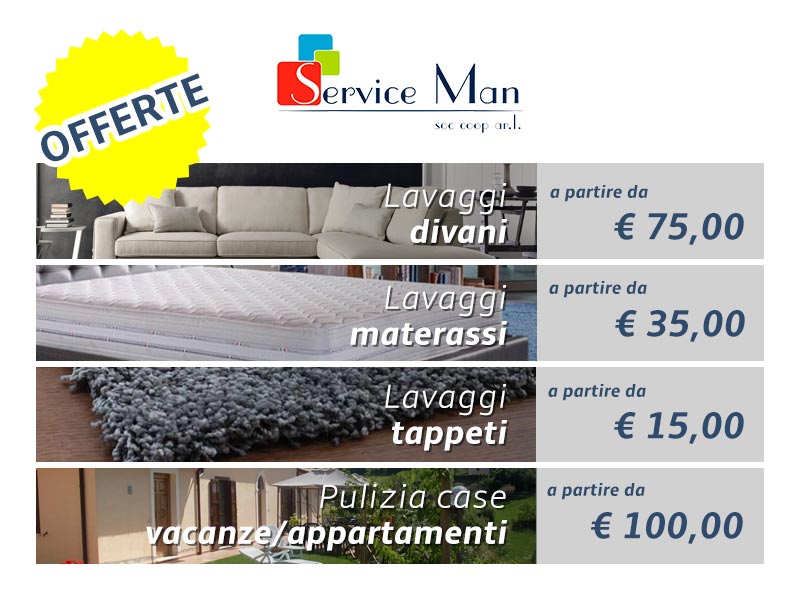 OFFERTE
Service Man
soc coop ar.l.
Lavaggi
divani
a partire da
€ 75,00
Lavaggi
materassi
a partire da
€ 35,00
Lavaggi
tappeti
a partire da
€ 15,00
Pulizia case
vacanze/appartamenti
a partire da
€ 100,00